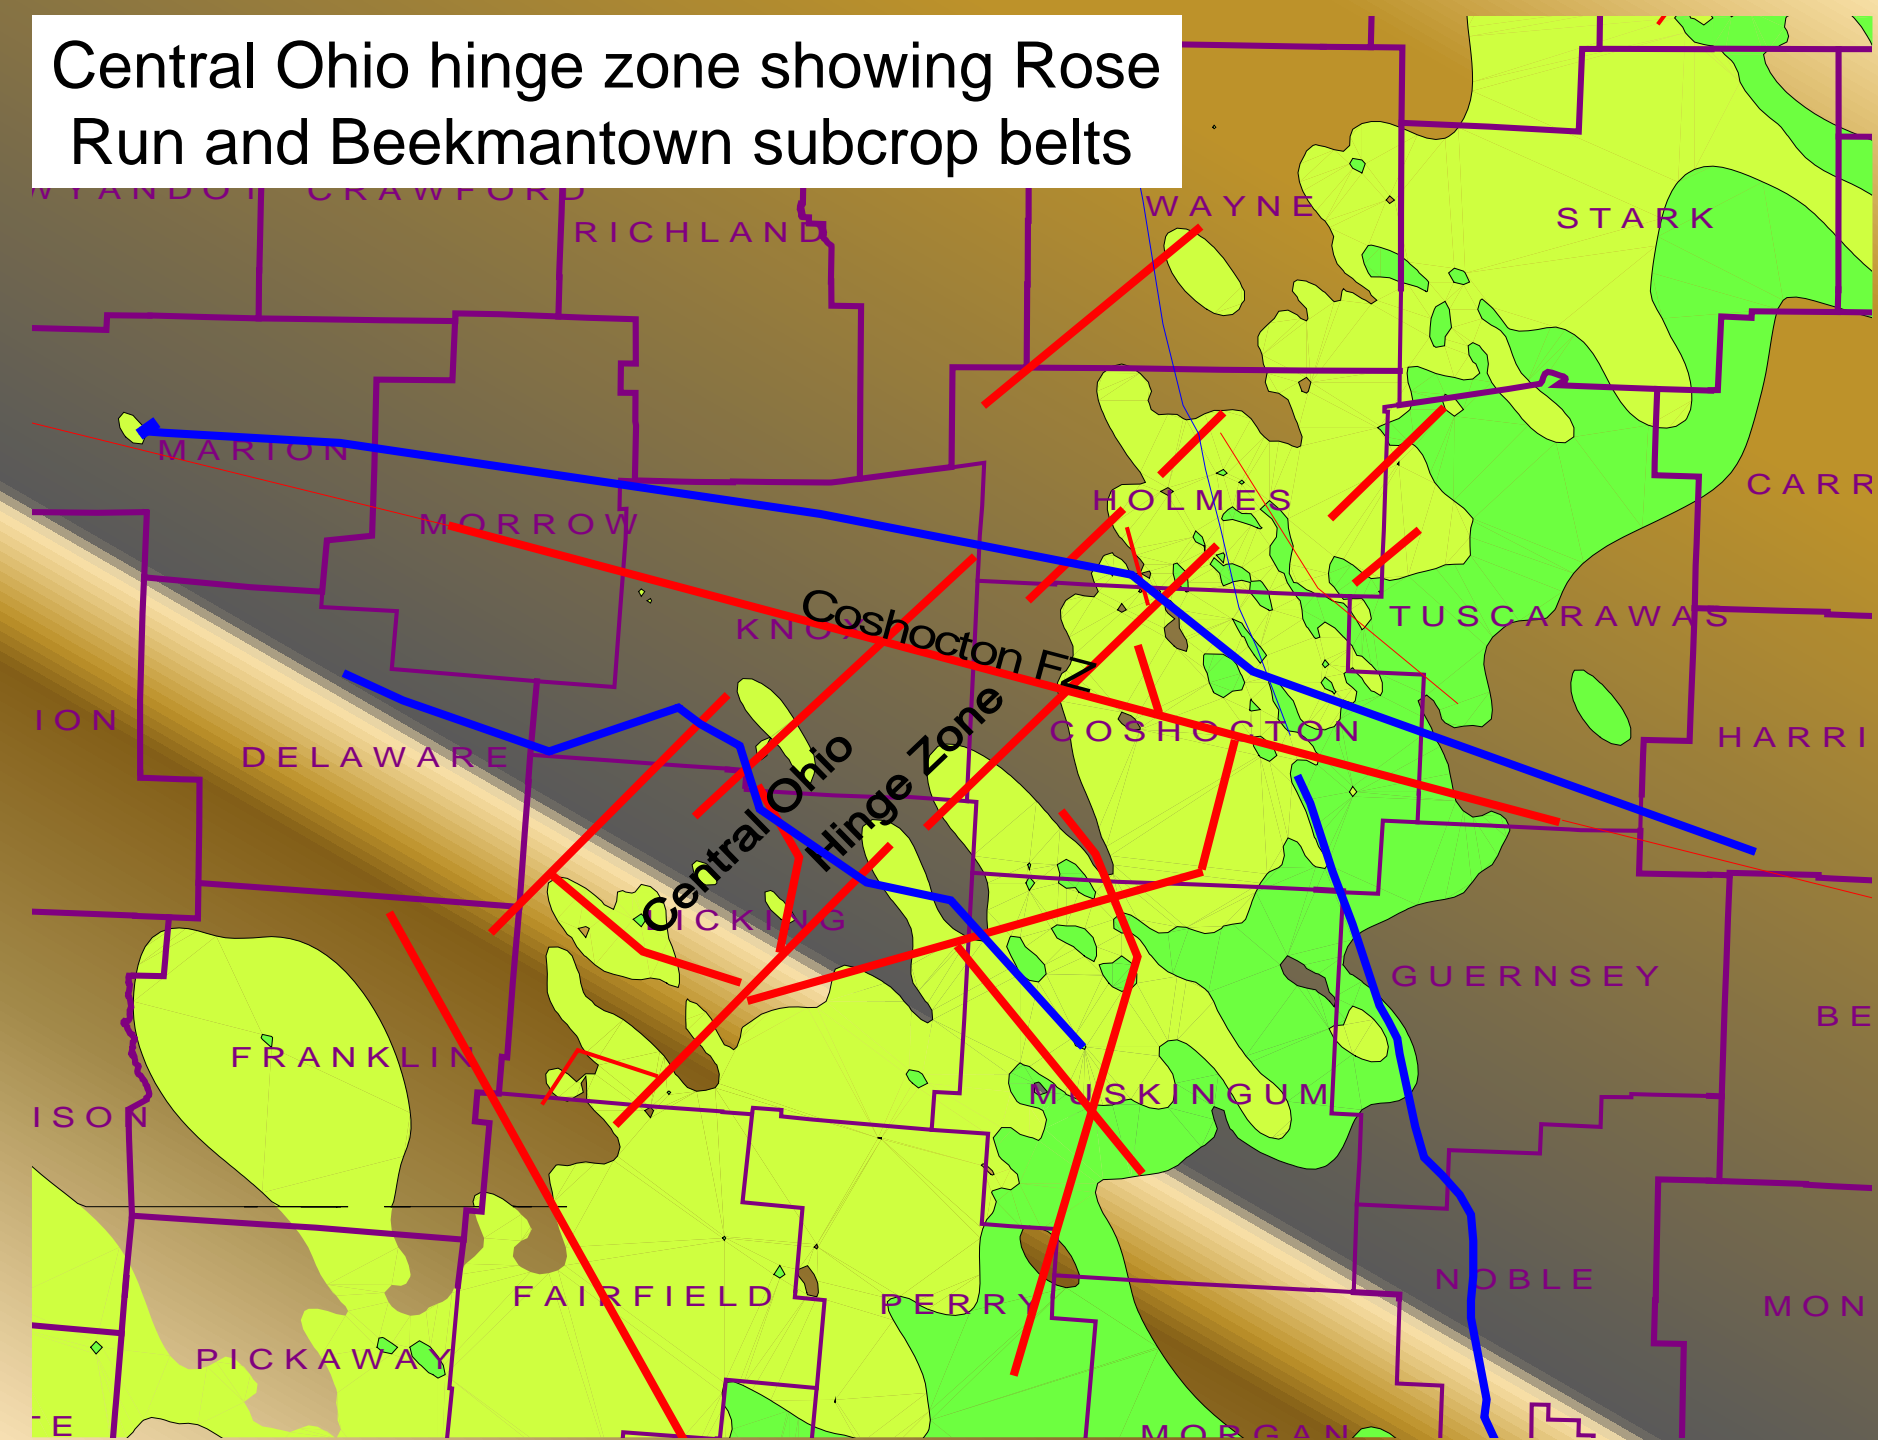 Central Ohio hinge zone showing Rose
Run and Beekmantown subcrop belts
WYANDOT
CRAWFORD
RICHLAND
WAYNE
STARK
MARION
MORROW
HOLMES
CARR
KNOX
Coshocton FZ
TUSCARAWAS
ION
DELAWARE
COSHOCTON
HARRI
Central Ohio
Hinge Zone
LICKING
GUERNSEY
BE
FRANKLIN
MUSKINGUM
ISON
NOBLE
FAIRFIELD
PERRY
MON
PICKAWAY
TE
MORGAN